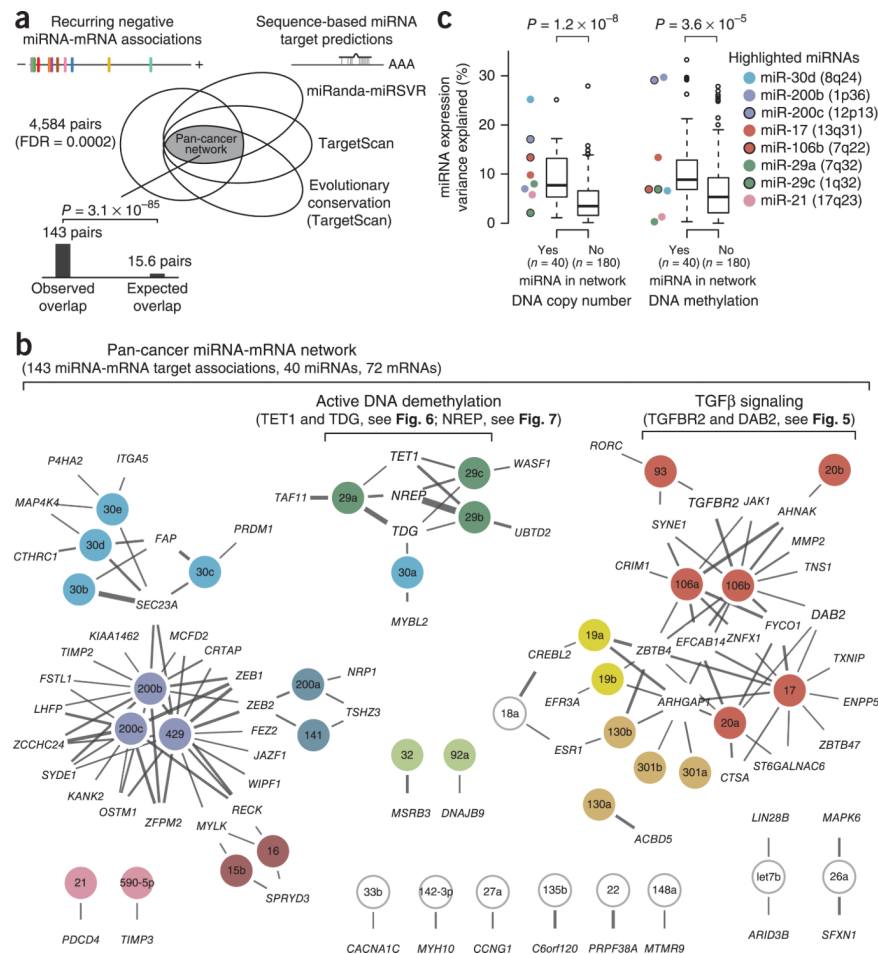 a
Recurring negative
miRNA-mRNA associations
− +
Sequence-based miRNA
target predictions
AAA
miRanda-miRSVR
4,584 pairs
(FDR = 0.0002)
Pan-cancer
network
TargetScan
Evolutionary
conservation
(TargetScan)
P = 3.1 × 10−85
143 pairs
15.6 pairs
Observed
overlap
Expected
overlap
c
P = 1.2 × 10−8
P = 3.6 × 10−5
miRNA expression
variance explained (%)
30
20
10
0
Yes
(n = 40)
No
(n = 180)
miRNA in network
DNA copy number
Yes
(n = 40)
No
(n = 180)
miRNA in network
DNA methylation
Highlighted miRNAs
miR-30d (8q24)
miR-200b (1p36)
miR-200c (12p13)
miR-17 (13q31)
miR-106b (7q22)
miR-29a (7q32)
miR-29c (1q32)
miR-21 (17q23)
b
Pan-cancer miRNA-mRNA network
(143 miRNA-mRNA target associations, 40 miRNAs, 72 mRNAs)
Active DNA demethylation
(TET1 and TDG, see Fig. 6; NREP, see Fig. 7)
TGFβ signaling
(TGFBR2 and DAB2, see Fig. 5)
P4HA2
ITGA5
MAP4K4
30e
30d
FAP
PRDM1
CTHRC1
30b
30c
SEC23A
TET1
29c
WASF1
TAF11
29a
NREP
29b
TDG
UBTD2
30a
MYBL2
RORC
93
20b
TGFBR2
JAK1
AHNAK
SYNE1
MMP2
CRIM1
106a
106b
TNS1
DAB2
FYCO1
EFCAB14
ZNFX1
19a
ZBTB4
CREBL2
TXNIP
19b
17
EFR3A
ARHGAP1
ENPP5
18a
20a
130b
ZBTB47
ESR1
ST6GALNAC6
301b
301a
CTSA
130a
ACBD5
KIAA1462
MCFD2
TIMP2
CRTAP
FSTL1
ZEB1
200b
200a
NRP1
LHFP
ZEB2
TSHZ3
200c
429
FEZ2
141
ZCCHC24
JAZF1
SYDE1
WIPF1
KANK2
OSTM1
RECK
ZFPM2
MYLK
16
15b
SPRYD3
32
92a
MSRB3
DNAJB9
21
590-5p
PDCD4
TIMP3
33b
142-3p
27a
135b
22
148a
CACNA1C
MYH10
CCNG1
C6orf120
PRPF38A
MTMR9
LIN28B
MAPK6
let7b
26a
ARID3B
SFXN1